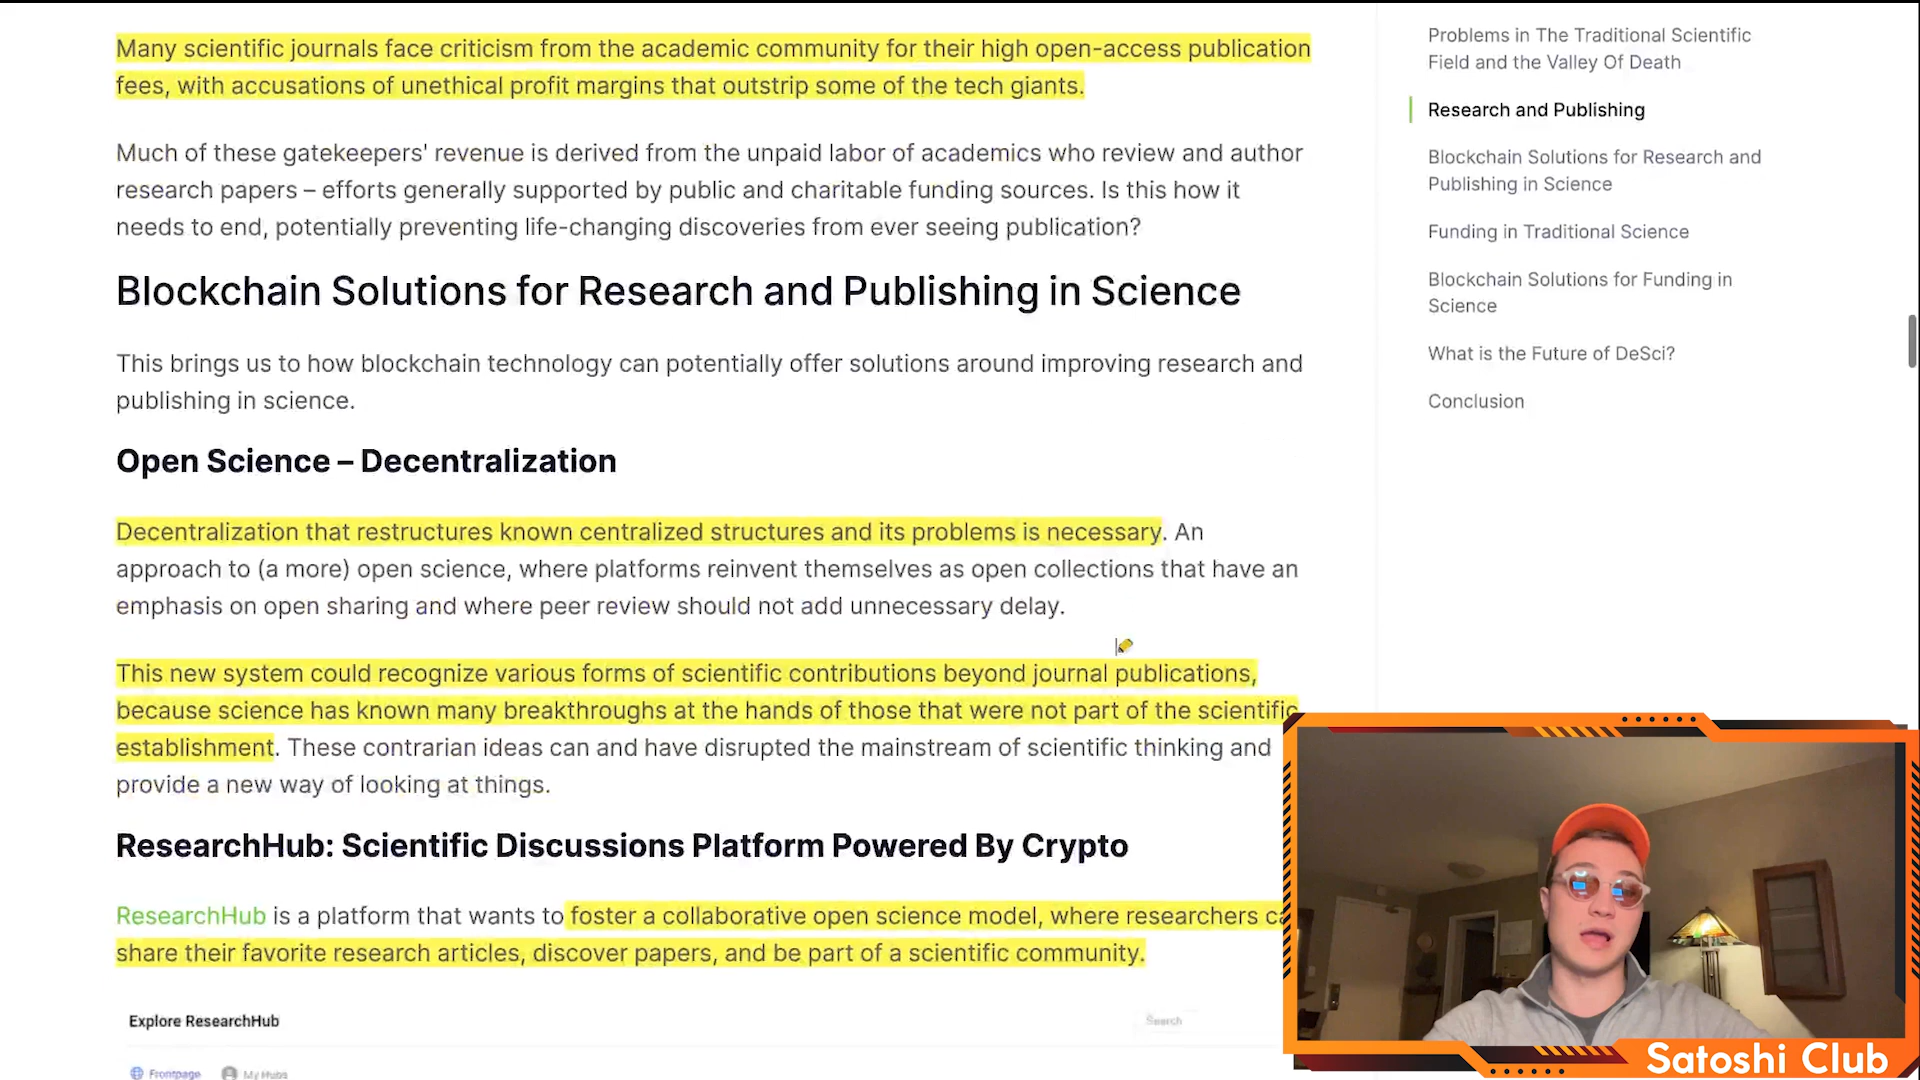 Many scientific journals face criticism from the academic community for their high open-access publication
fees, with accusations of unethical profit margins that outstrip some of the tech giants.
Much of these gatekeepers' revenue is derived from the unpaid labor of academics who review and author
research papers – efforts generally supported by public and charitable funding sources. Is this how it
needs to end, potentially preventing life-changing discoveries from ever seeing publication?
Blockchain Solutions for Research and Publishing in Science
This brings us to how blockchain technology can potentially offer solutions around improving research and
publishing in science.
Open Science – Decentralization
Decentralization that restructures known centralized structures and its problems is necessary. An
approach to (a more) open science, where platforms reinvent themselves as open collections that have an
emphasis on open sharing and where peer review should not add unnecessary delay.
This new system could recognize various forms of scientific contributions beyond journal publications,
because science has known many breakthroughs at the hands of those that were not part of the scientific
establishment. These contrarian ideas can and have disrupted the mainstream of scientific thinking and
provide a new way of looking at things.
ResearchHub: Scientific Discussions Platform Powered By Crypto
ResearchHub is a platform that wants to foster a collaborative open science model, where researchers ca
share their favorite research articles, discover papers, and be part of a scientific community.
Explore ResearchHub
Search
Frontpage
My Hubs
Problems in The Traditional Scientific
Field and the Valley Of Death
Research and Publishing
Blockchain Solutions for Research and
Publishing in Science
Funding in Traditional Science
Blockchain Solutions for Funding in
Science
What is the Future of DeSci?
Conclusion
Satoshi Club